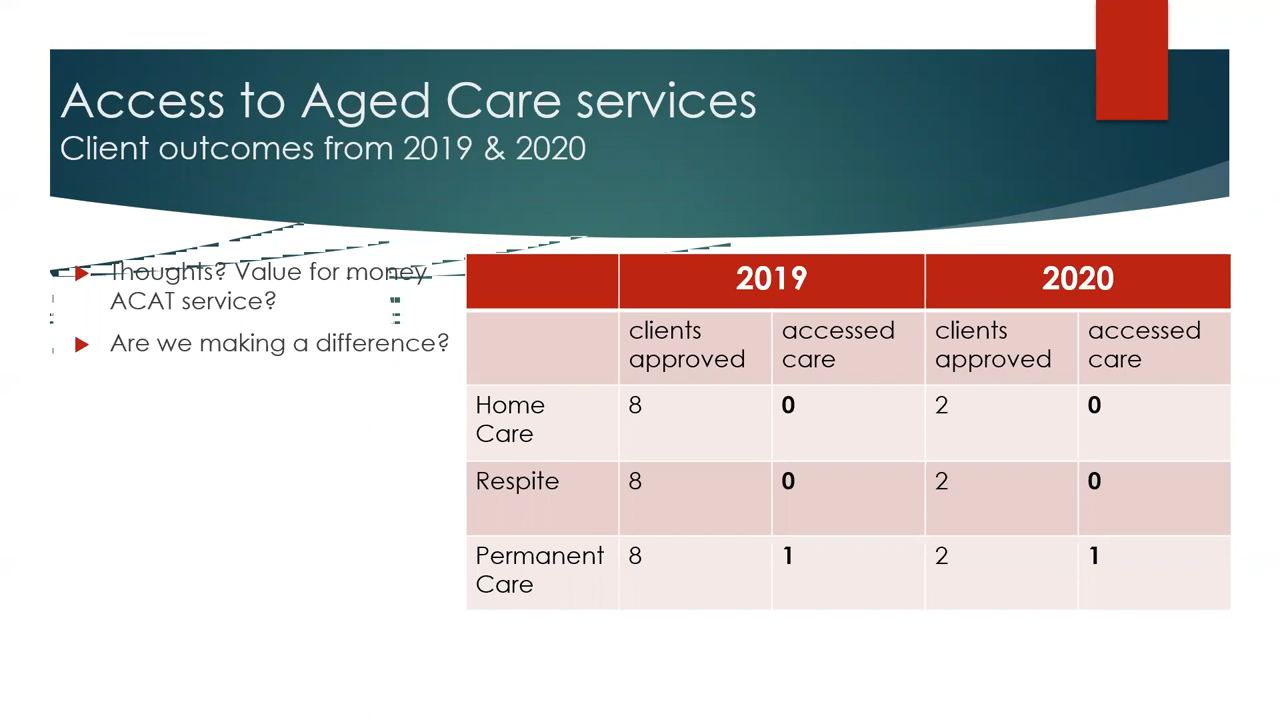 Access to Aged Care services
Client outcomes from 2019 & 2020
Thoughts? Value for money
ACAT service?
Are we making a difference?
2019 2020
clients approved accessed care clients approved accessed care
Home Care 8 0 2 0
Respite 8 0 2 0
Permanent Care 8 1 2 1